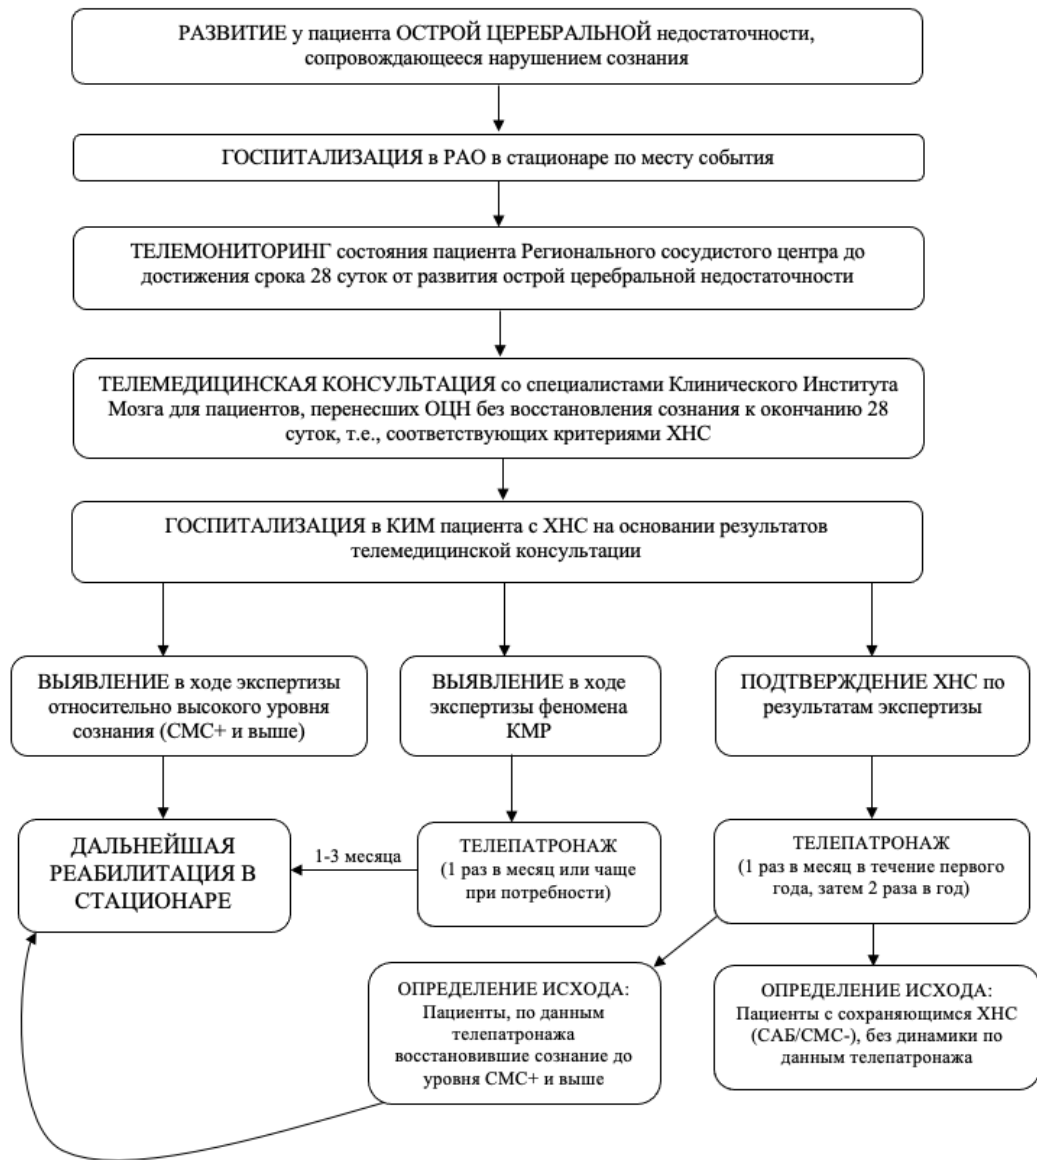 РАЗВИТИЕ у пациента ОСТРОЙ ЦЕРЕБРАЛЬНОЙ недостаточности,
сопровождающееся нарушением сознания
ГОСПИТАЛИЗАЦИЯ в РАО в стационаре по месту события
ТЕЛЕМОНИТОРИНГ состояния пациента Регионального сосудистого центра до
достижения срока 28 суток от развития острой церебральной недостаточности
ТЕЛЕМЕДИЦИНСКАЯ КОНСУЛЬТАЦИЯ со специалистами Клинического Института
Мозга для пациентов, перенесших ОЦН без восстановления сознания к окончанию 28
суток, т.е., соответствующих критериями ХНС
ГОСПИТАЛИЗАЦИЯ в КИМ пациента с ХНС на основании результатов
телемедицинской консультации
ВЫЯВЛЕНИЕ в ходе экспертизы
относительно высокого уровня
сознания (СМС+ и выше)
ВЫЯВЛЕНИЕ в ходе
экспертизы феномена
КМР
ПОДТВЕРЖДЕНИЕ ХНС по
результатам экспертизы
ДАЛЬНЕЙШАЯ
РЕАБИЛИТАЦИЯ В
СТАЦИОНАРЕ
1-3 месяца
ТЕЛЕПАТРОНАЖ
(1 раз в месяц или чаще
при потребности)
ТЕЛЕПАТРОНАЖ
(1 раз в месяц в течение первого
года, затем 2 раза в год)
ОПРЕДЕЛЕНИЕ ИСХОДА:
Пациенты, по данным
телепатронажа
восстановившие сознание до
уровня СМС+ и выше
ОПРЕДЕЛЕНИЕ ИСХОДА:
Пациенты с сохраняющимся ХНС
(САБ/СМС-), без динамики по
данным телепатронажа